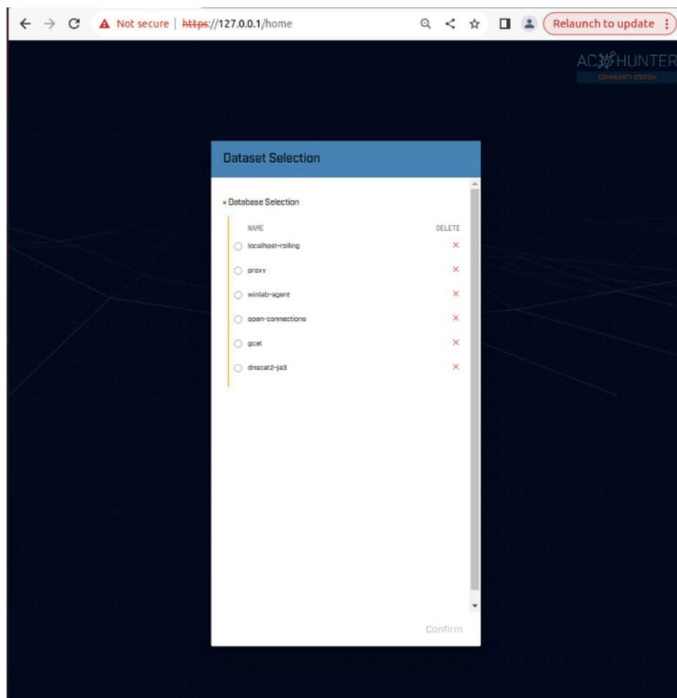 Not secure | https://127.0.0.1/home
Relaunch to update
AC HUNTER
COMMUNITY EDITION
Dataset Selection
Database Selection
NAME DELETE
localhost-rolling
proxy
winlab-agent
open-connections
gcat
dnscat2-ja3
Confirm